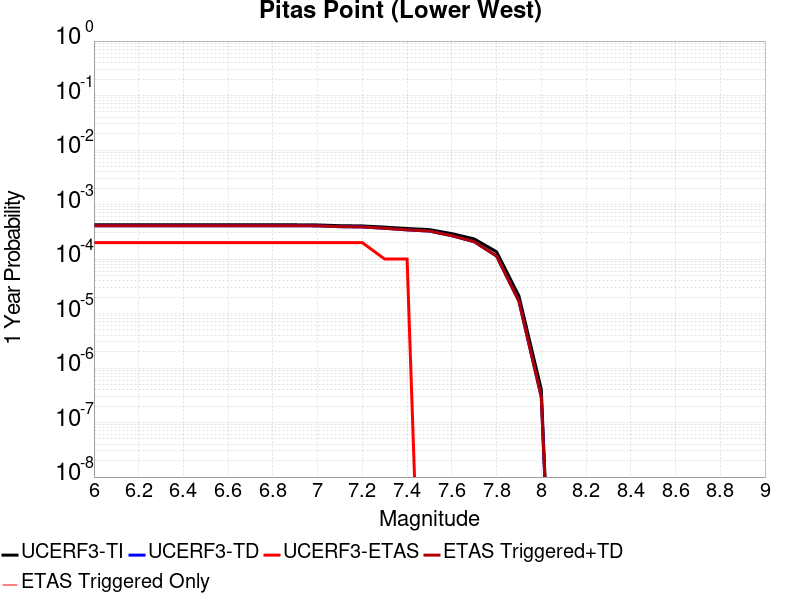 Pitas Point (Lower West)
10^0
10^-1
10^-2
10^-3
10^-4
10^-5
10^-6
10^-7
10^-8
1 Year Probability
6 6.2 6.4 6.6 6.8 7 7.2 7.4 7.6 7.8 8 8.2 8.4 8.6 8.8 9
Magnitude
UCERF3-TI UCERF3-TD UCERF3-ETAS ETAS Triggered+TD
ETAS Triggered Only